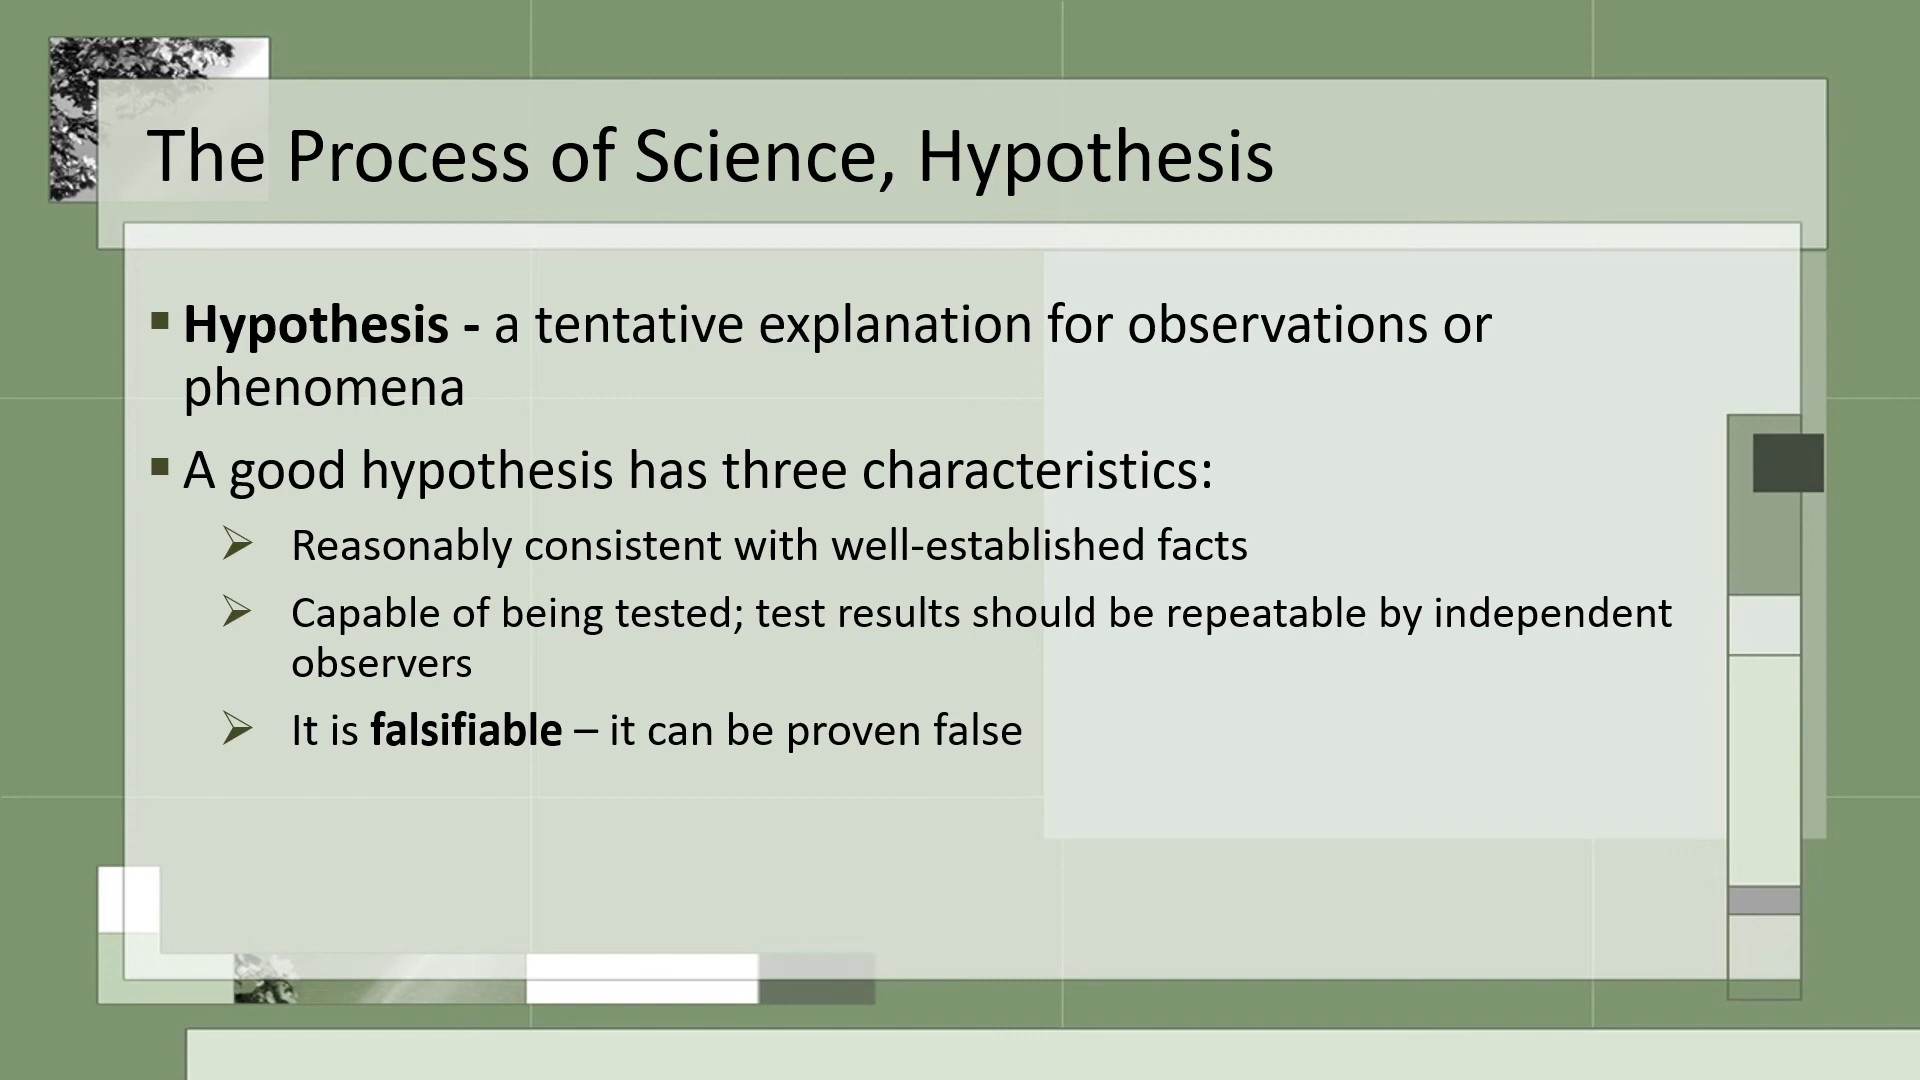 The Process of Science, Hypothesis
▪ Hypothesis - a tentative explanation for observations or
phenomena
▪ A good hypothesis has three characteristics:
➢ Reasonably consistent with well-established facts
➢ Capable of being tested; test results should be repeatable by independent
observers
➢ It is falsifiable – it can be proven false